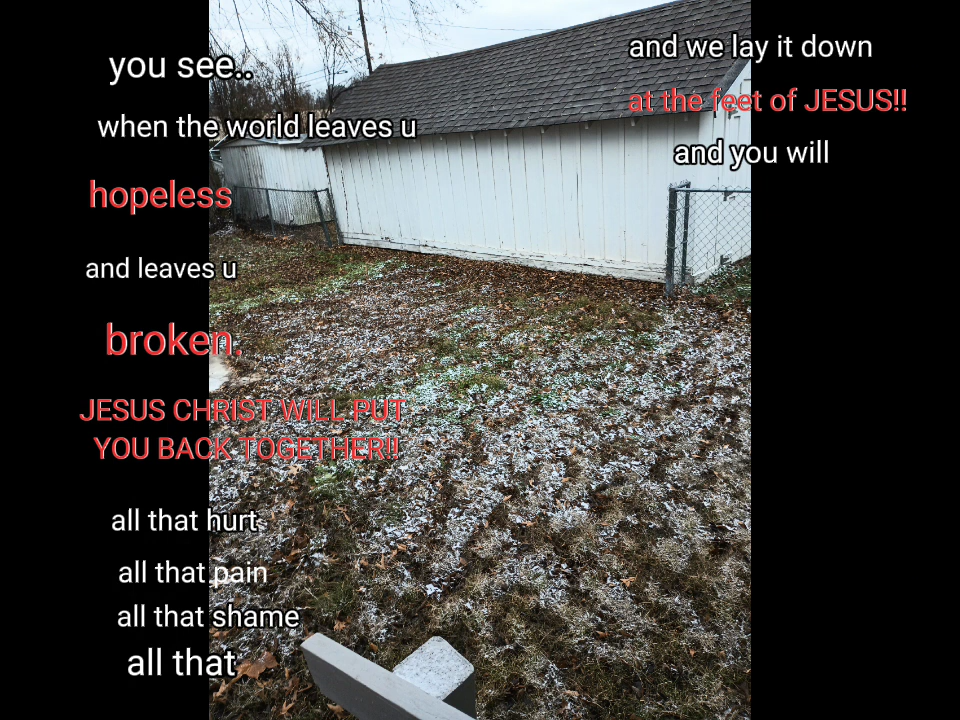 you see..
when the world leaves u
hopeless
and leaves u
broken.
JESUS CHRIST WILL PUT
YOU BACK TOGETHER!!
all that hurt
all that pain
all that shame
all that
and we lay it down
at the feet of JESUS!!
and you will